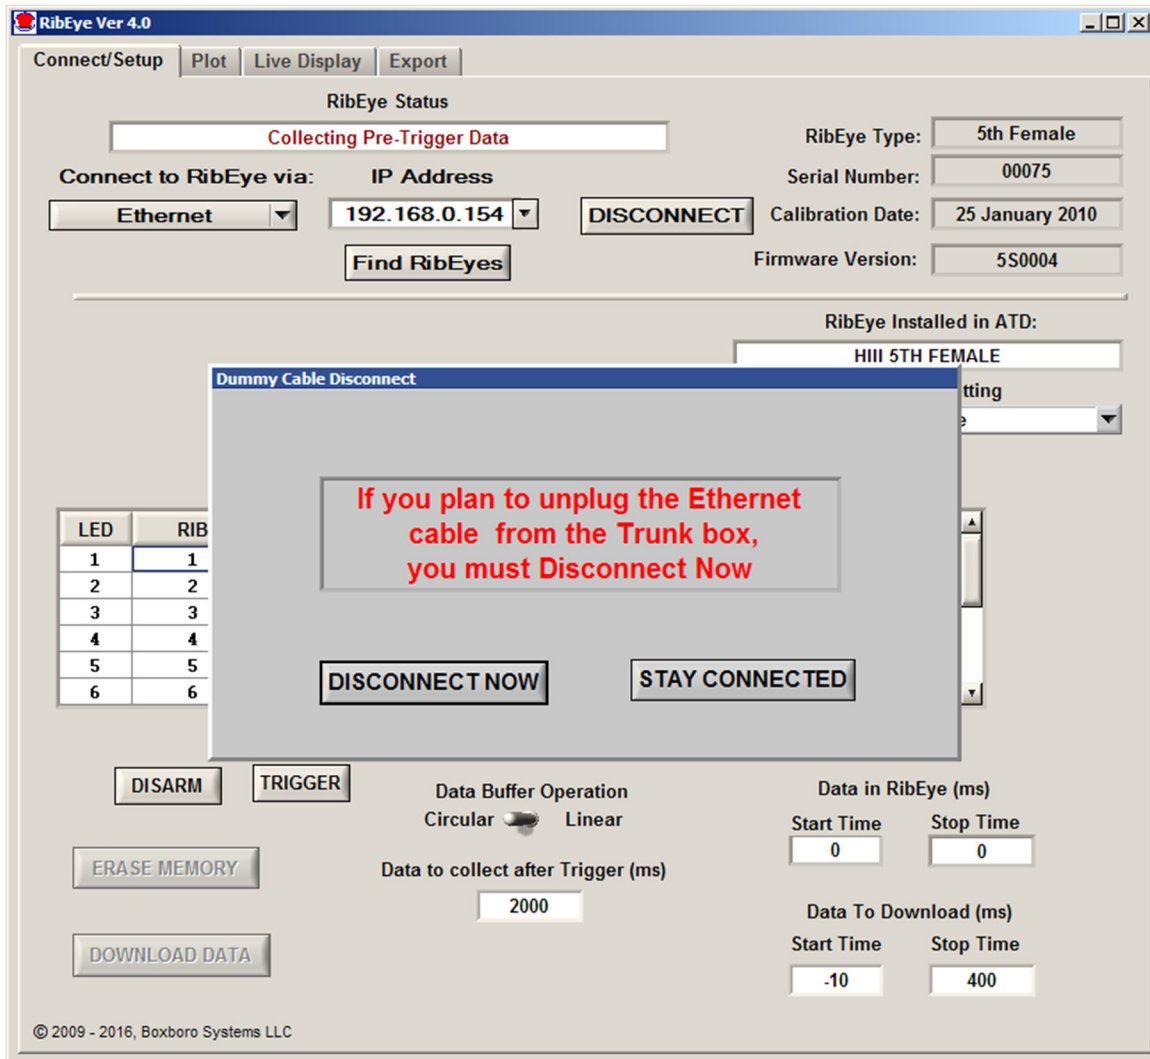 RibEye Ver 4.0
Connect/Setup Plot Live Display Export
RibEye Status
Collecting Pre-Trigger Data
Connect to RibEye via:
Ethernet
IP Address
192.168.0.154
DISCONNECT
Find RibEyes
RibEye Type: 5th Female
Serial Number: 00075
Calibration Date: 25 January 2010
Firmware Version: 5S0004
RibEye Installed in ATD:
HIII 5TH FEMALE
Dummy Cable Disconnect
If you plan to unplug the Ethernet
cable from the Trunk box,
you must Disconnect Now
DISCONNECT NOW STAY CONNECTED
LED RIB
1 1
2 2
3 3
4 4
5 5
6 6
DISARM TRIGGER
ERASE MEMORY
DOWNLOAD DATA
Data Buffer Operation
Circular Linear
Data to collect after Trigger (ms)
2000
Data in RibEye (ms)
Start Time Stop Time
0 0
Data To Download (ms)
Start Time Stop Time
-10 400
© 2009 - 2016, Boxboro Systems LLC